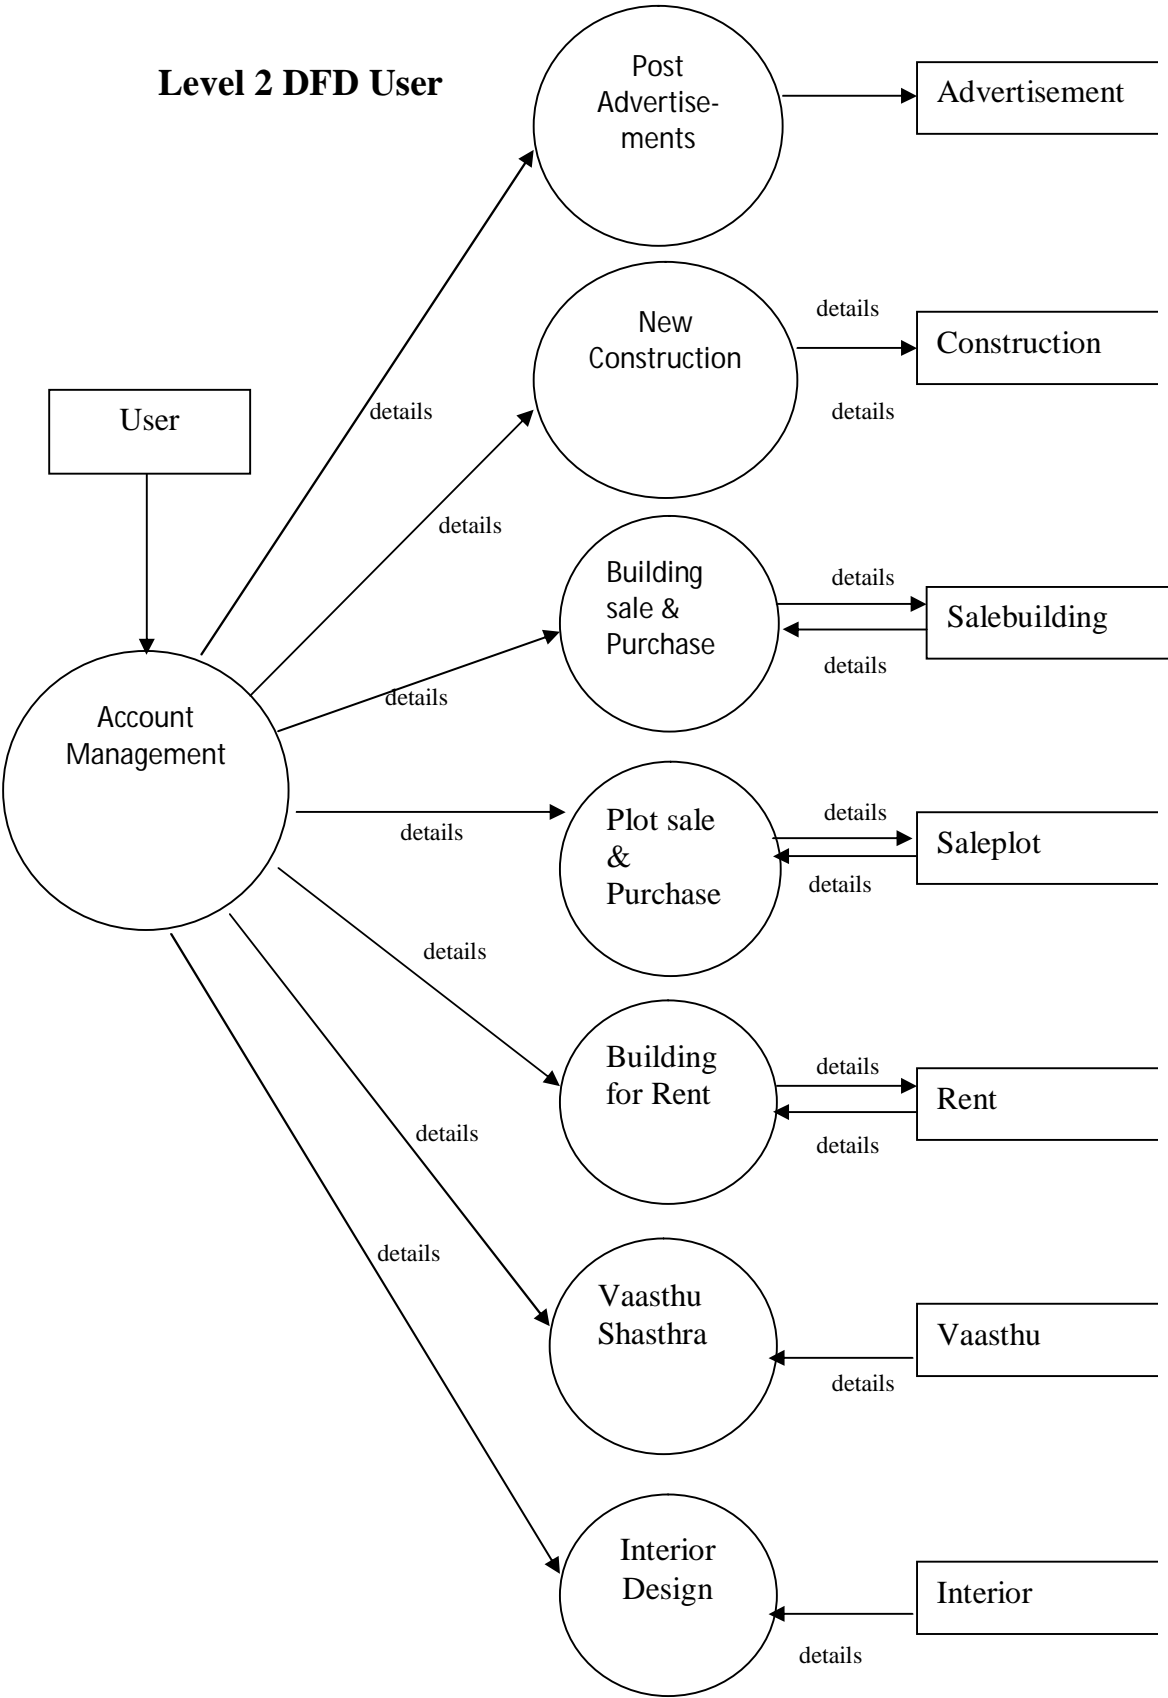 Level 2 DFD User
Post
Advertise-
ments
Advertisement
details
New
Construction
details
Construction
details
User
details
details
Building
sale &
Purchase
details
Salebuilding
details
details
Account
Management
details
Plot sale
&
Purchase
details
Saleplot
details
details
Building
for Rent
details
Rent
details
details
Vaasthu
Shasthra
Vaasthu
details
details
Interior
Design
Interior
details